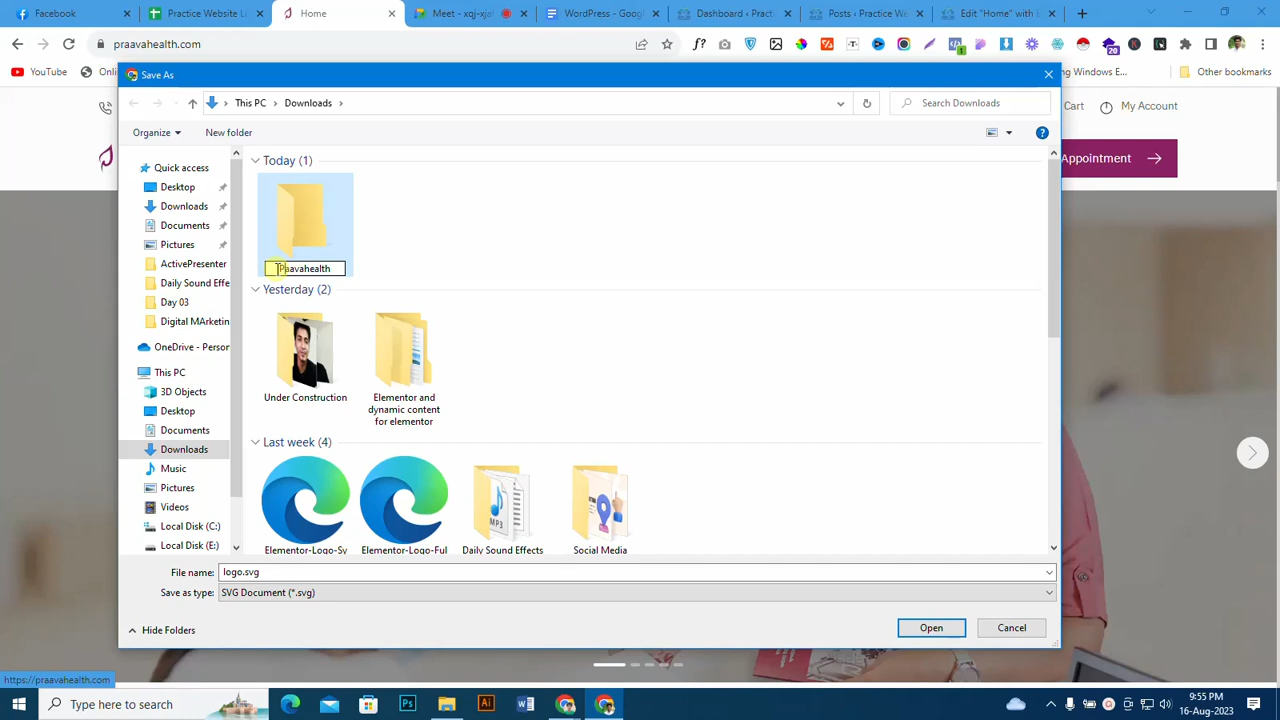 Facebook
Practice Website L
Home
Meet - xqj-xja
WordPress - Goog
Dashboard ‹ Practi
Posts ‹ Practice We
Edit "Home" with E
praavahealth.com
20
YouTube
Onli
ng Windows E...
Other bookmarks
Save As
This PC
Downloads
Search Downloads
Organize
New folder
Cart
My Account
Appointment
Quick access
Desktop
Downloads
Documents
Pictures
ActivePresenter
Daily Sound Effe
Day 03
Digital MArketin
OneDrive - Person
This PC
3D Objects
Desktop
Documents
Downloads
Music
Pictures
Videos
Local Disk (C:)
Local Disk (E:)
Today (1)
Praavahealth
Yesterday (2)
Under Construction
Elementor and
dynamic content
for elementor
Last week (4)
Elementor-Logo-Sy
Elementor-Logo-Ful
Daily Sound Effects
Social Media
File name:
logo.svg
Save as type:
SVG Document (*.svg)
Hide Folders
Open
Cancel
https://praavahealth.com
Type here to search
9:55 PM
16-Aug-2023